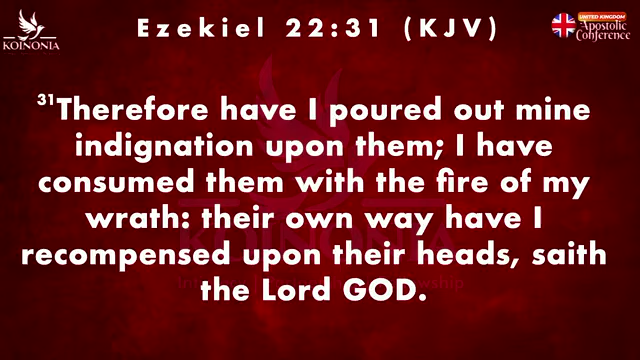 Ezekiel 22:31 (KJV)
KOINONIA
UNITED KINGDOM
Apostolic
Conference
31Therefore have I poured out mine
indignation upon them; I have
consumed them with the fire of my
wrath: their own way have I
recompensed upon their heads, saith
the Lord GOD.
KOINONIA